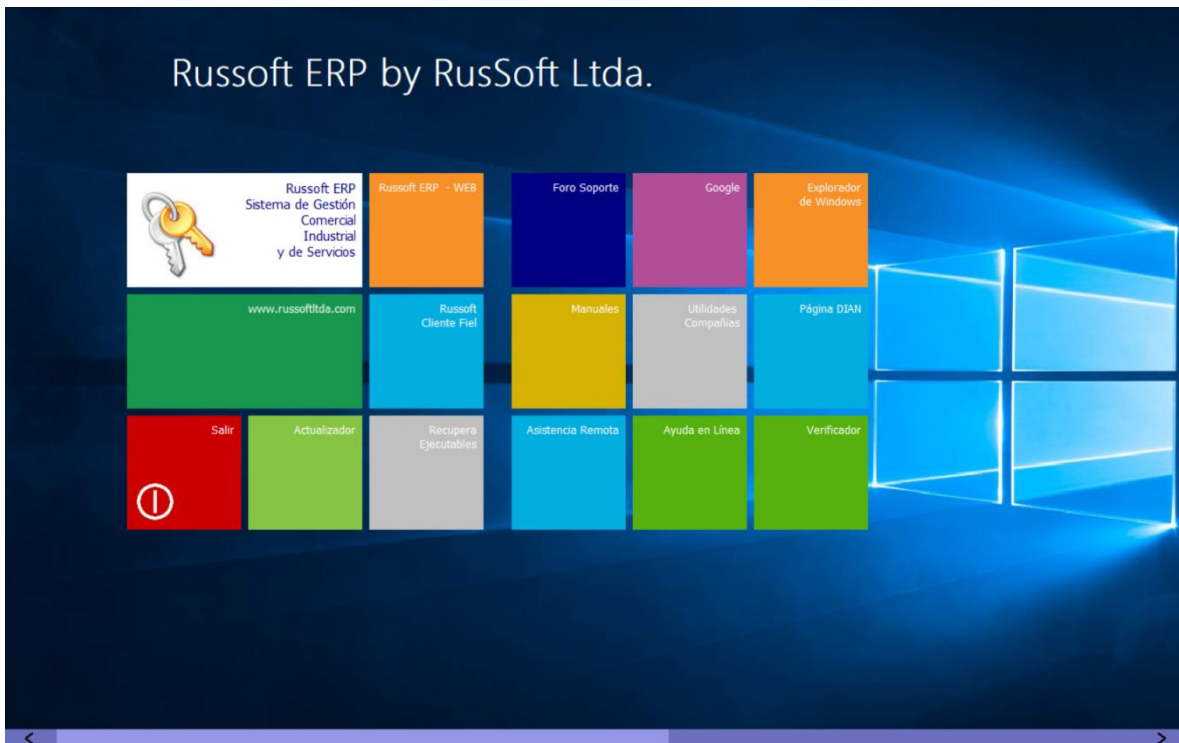 Russoft ERP by RusSoft Ltda.
Russoft ERP
Sistema de Gestión
Comercial
Industrial
y de Servicios
Russoft ERP - WEB
Foro Soporte
Google
Explorador
de Windows
www.russoftltda.com
Russoft
Cliente Fiel
Manuales
Utilidades
Compañias
Página DIAN
Salir
Actualizador
Recupera
Ejecutables
Asistencia Remota
Ayuda en Línea
Verificador